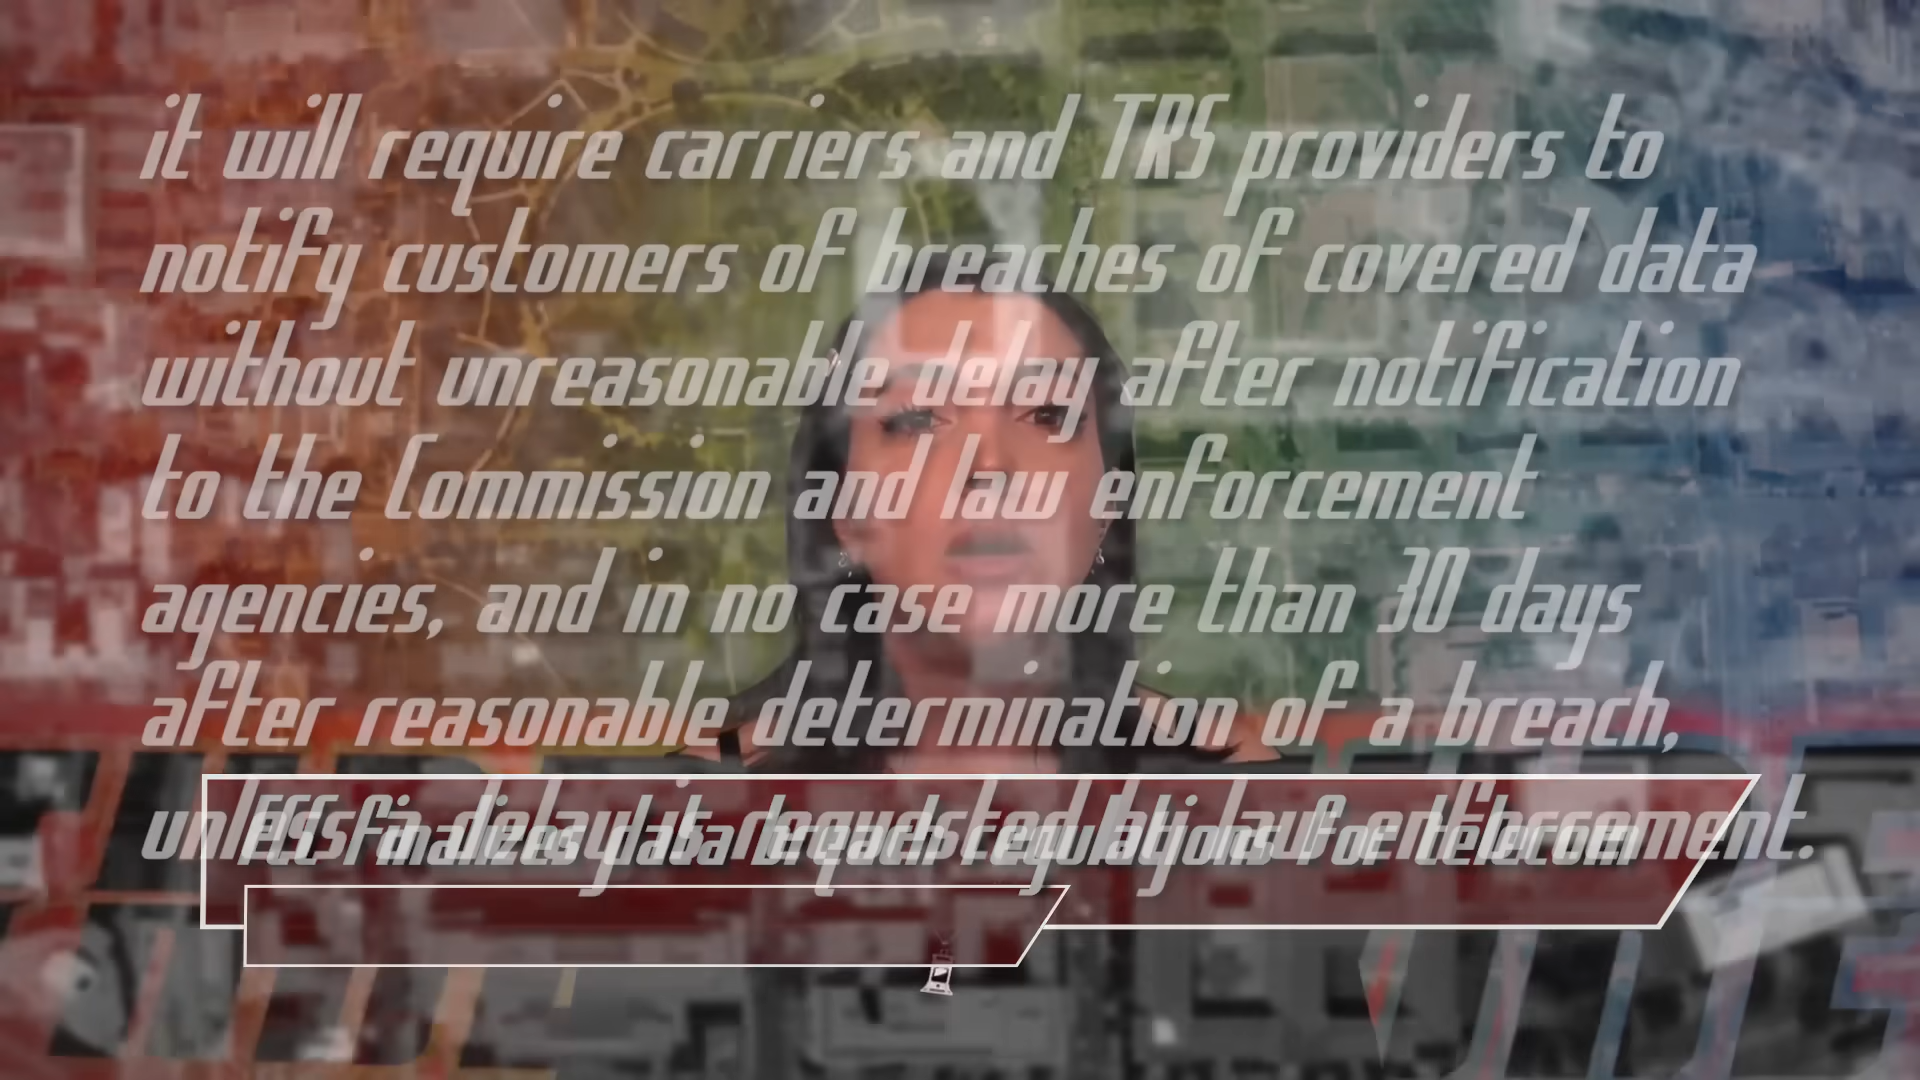 it will require carriers and TRS providers to
notify customers of breaches of covered data
without unreasonable delay after notification
to the Commission and law enforcement
agencies, and in no case more than 30 days
after reasonable determination of a breach,
unless a delay is requested by law enforcement.
FCC finalizes data breach regulations for telecom